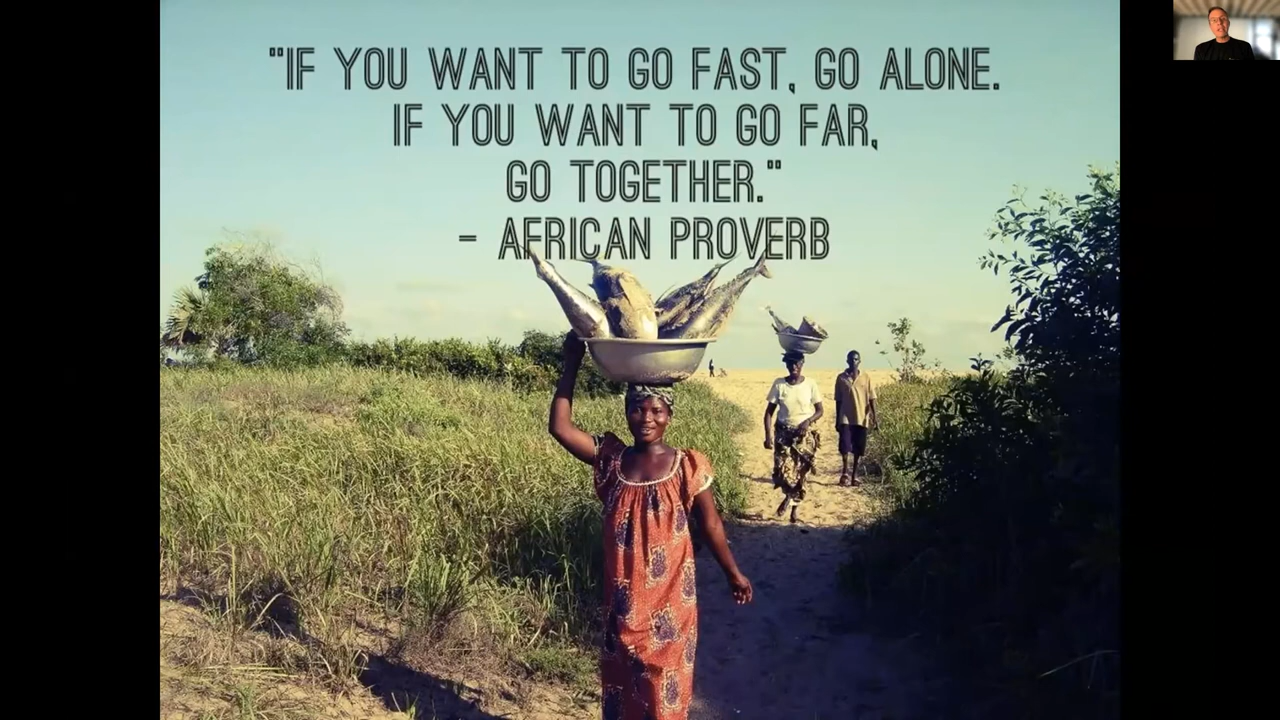 "IF YOU WANT TO GO FAST, GO ALONE.
IF YOU WANT TO GO FAR,
GO TOGETHER."
- AFRICAN PROVERB